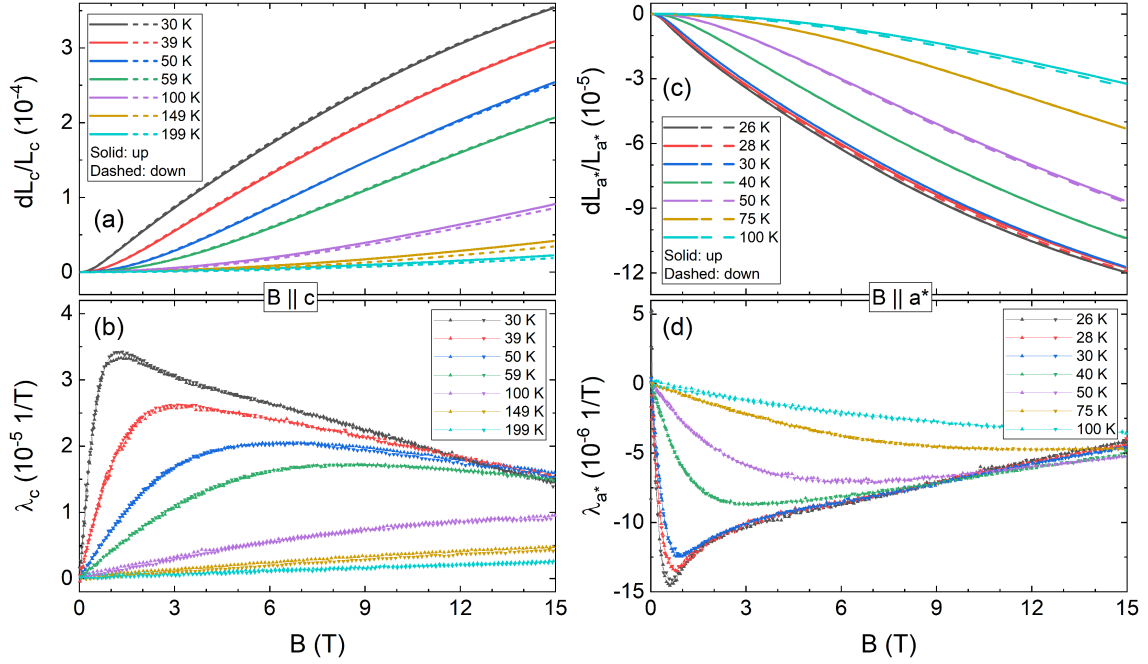 dL_c/L_c (10^-4)
3
2
1
0
30 K
39 K
50 K
59 K
100 K
149 K
199 K
Solid: up
Dashed: down
(a)
B || c
dL_a*/L_a* (10^-5)
0
-3
-6
-9
-12
(c)
26 K
28 K
30 K
40 K
50 K
75 K
100 K
Solid: up
Dashed: down
B || a*
λ_c (10^-5 1/T)
4
3
2
1
0
(b)
30 K
39 K
50 K
59 K
100 K
149 K
199 K
0 3 6 9 12 15
B (T)
λ_a* (10^-6 1/T)
5
0
-5
-10
-15
(d)
26 K
28 K
30 K
40 K
50 K
75 K
100 K
0 3 6 9 12 15
B (T)